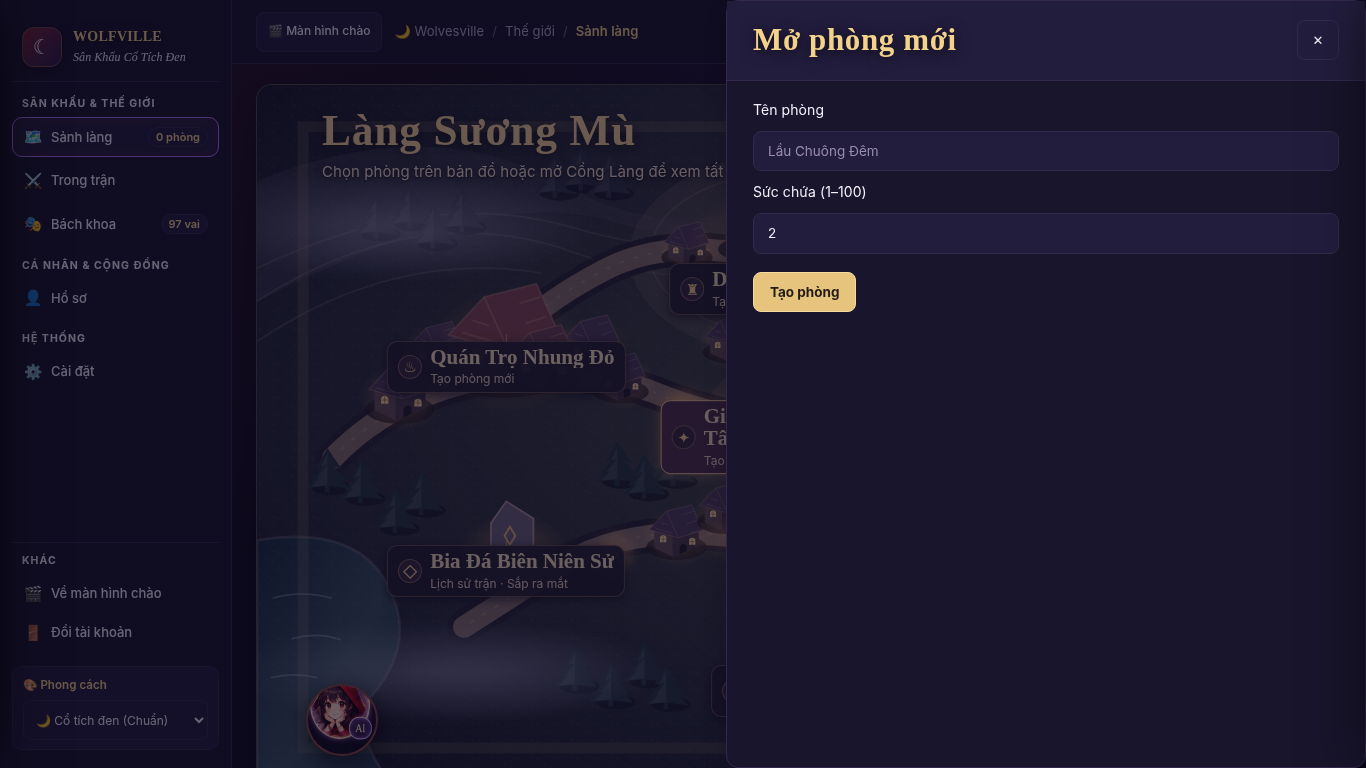 WOLFVILLE
Sân Khấu Cổ Tích Đen
SÂN KHẤU & THẾ GIỚI
Sảnh làng
0 phòng
Trong trận
Bách khoa
97 vai
CÁ NHÂN & CỘNG ĐỒNG
Hồ sơ
HỆ THỐNG
Cài đặt
KHÁC
Về màn hình chào
Đổi tài khoản
Phong cách
Cổ tích đen (Chuẩn)
Màn hình chào
Wolvesville / Thế giới / Sảnh làng
Làng Sương Mù
Chọn phòng trên bản đồ hoặc mở Cổng Làng để xem tất
Quán Trọ Nhung Đỏ
Tạo phòng mới
Bia Đá Biên Niên Sử
Lịch sử trận · Sắp ra mắt
AI
Mở phòng mới
×
Tên phòng
Lầu Chuông Đêm
Sức chứa (1–100)
2
Tạo phòng